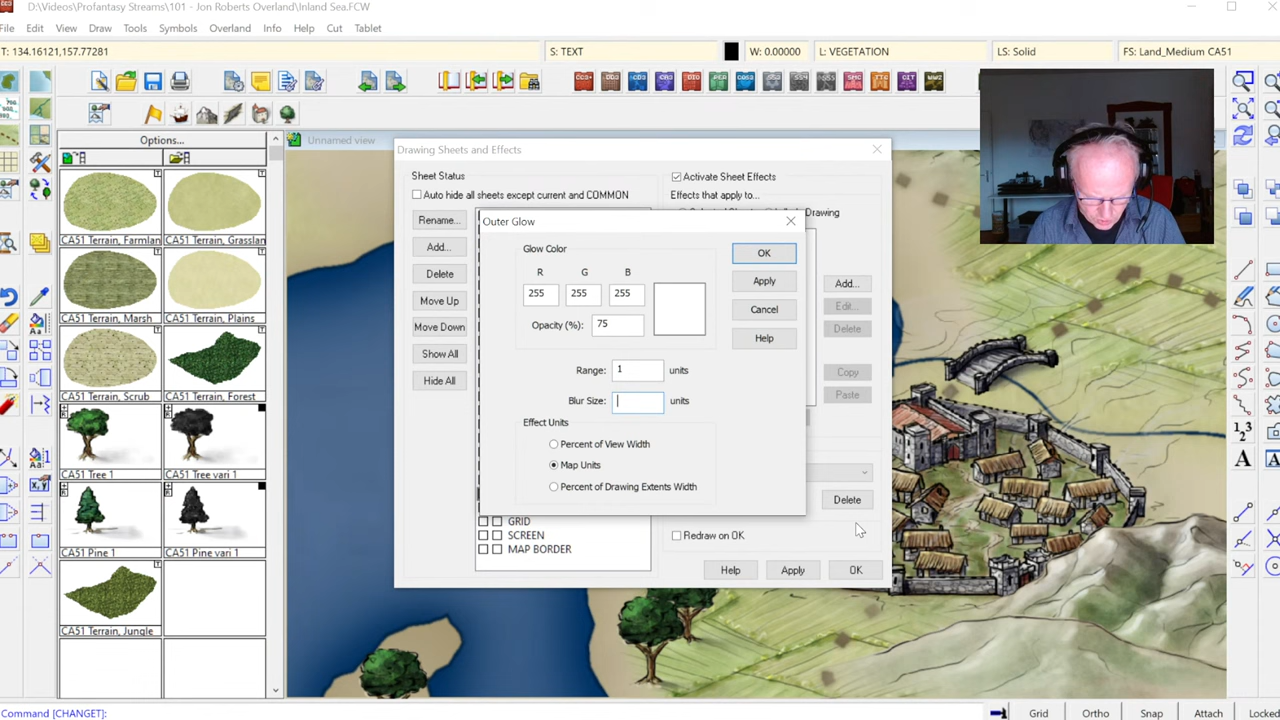 D:\Videos\Profantasy Streams\101 - Jon Roberts Overland\Inland Sea.FCW
File Edit View Draw Tools Symbols Overland Info Help Cut Tablet
T: 134.16121,157.77281 S: TEXT W: 0.00000 L: VEGETATION LS: Solid FS: Land_Medium CA51
Options...
Unnamed view
CA51 Terrain, Farmlan
CA51 Terrain, Grasslan
CA51 Terrain, Marsh
CA51 Terrain, Plains
CA51 Terrain, Scrub
CA51 Terrain, Forest
CA51 Tree 1
CA51 Tree vari 1
CA51 Pine 1
CA51 Pine vari 1
CA51 Terrain, Jungle
Drawing Sheets and Effects
Sheet Status
Auto hide all sheets except current and COMMON
Rename...
Add...
Delete
Move Up
Move Down
Show All
Hide All
GRID
SCREEN
MAP BORDER
Activate Sheet Effects
Effects that apply to...
Drawing
Add...
Edit...
Delete
Copy
Paste
Delete
Redraw on OK
Help Apply OK
Outer Glow
Glow Color
R G B
255 255 255
Opacity (%): 75
Range: 1 units
Blur Size: units
Effect Units
Percent of View Width
Map Units
Percent of Drawing Extents Width
OK
Apply
Cancel
Help
Command [CHANGET]:
Grid Ortho Snap Attach Locked